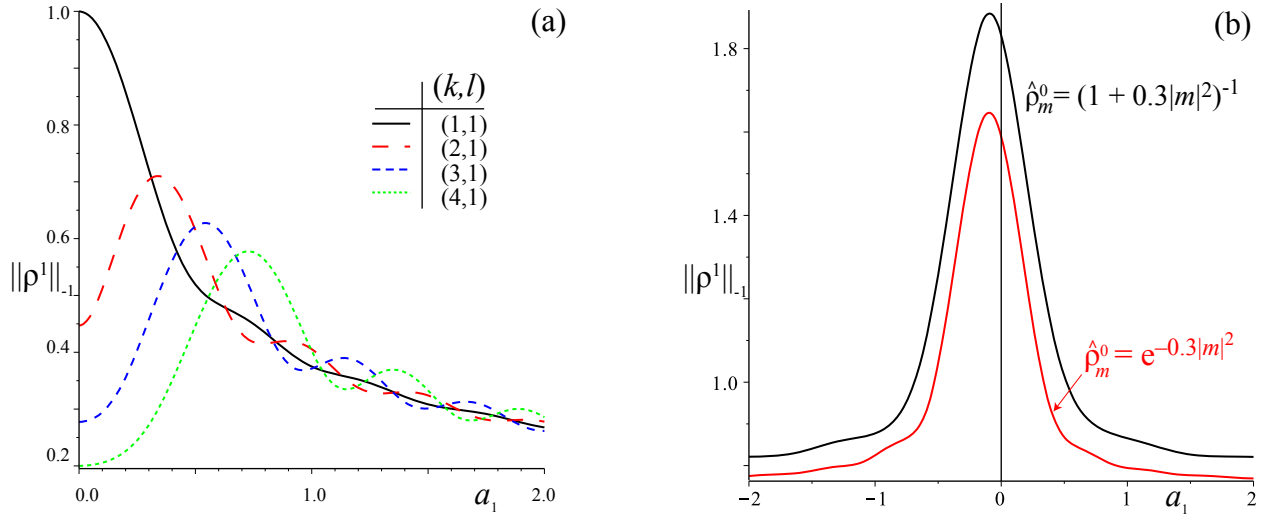 (a)
1.0
0.8
0.6
0.4
0.2
||ρ¹||₋₁
(k,l)
(1,1)
(2,1)
(3,1)
(4,1)
0.0
1.0
2.0
a₁
(b)
1.8
1.4
1.0
||ρ¹||₋₁
ρ̂⁰ₘ = (1 + 0.3|m|²)⁻¹
ρ̂⁰ₘ = e^−0.3|m|²
−2
−1
0
1
2
a₁